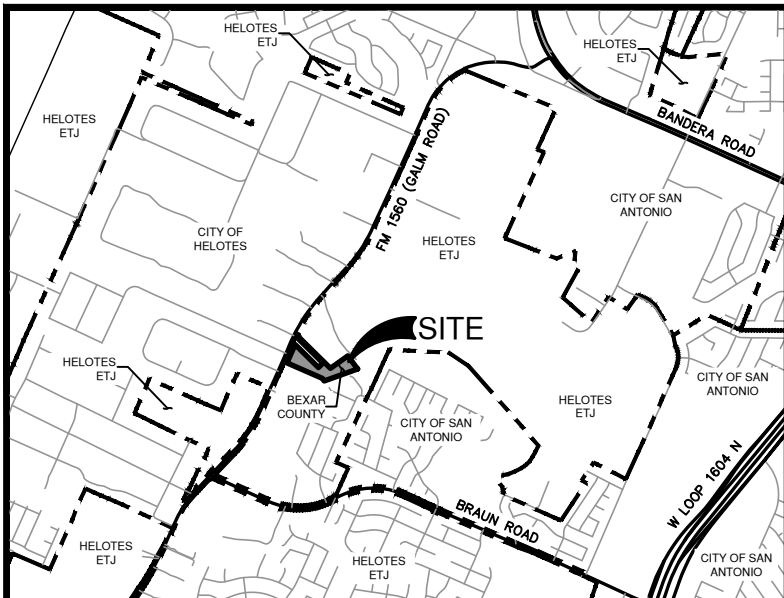 HELOTES
ETJ
HELOTES
ETJ
HELOTES
ETJ
BANDERA ROAD
FM 1560 (GALM ROAD)
CITY OF SAN
ANTONIO
CITY OF
HELOTES
HELOTES
ETJ
SITE
HELOTES
ETJ
BEXAR
COUNTY
CITY OF SAN
ANTONIO
HELOTES
ETJ
CITY OF SAN
ANTONIO
W LOOP 1604 N
BRAUN ROAD
HELOTES
ETJ
HELOTES
ETJ
CITY OF SAN
ANTONIO